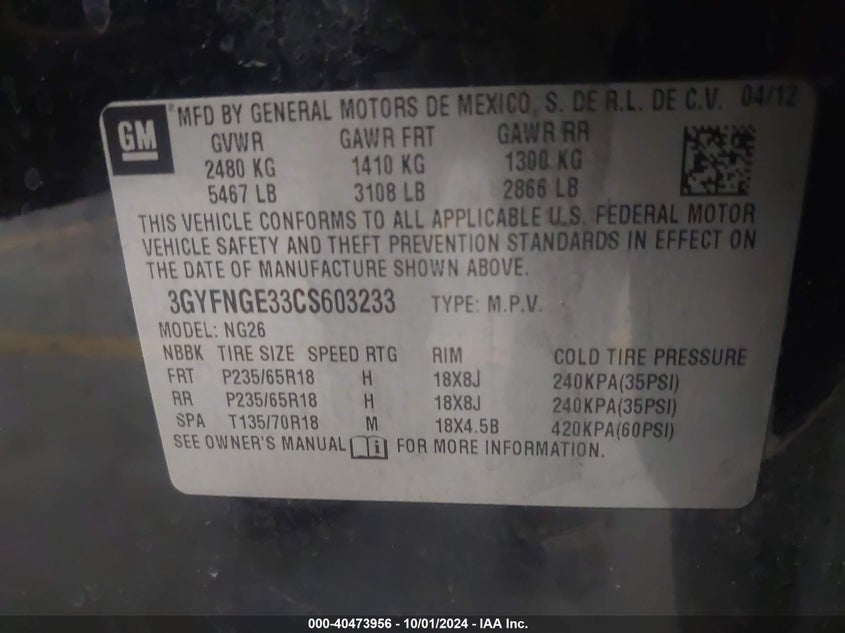 GM
® MFD BY GENERAL MOTORS DE MEXICO, S. DE R.L. DE C.V. 04/12
GVWR GAWR FRT GAWR RR
2480 KG 1410 KG 1300 KG
5467 LB 3108 LB 2866 LB
THIS VEHICLE CONFORMS TO ALL APPLICABLE U.S. FEDERAL MOTOR
VEHICLE SAFETY AND THEFT PREVENTION STANDARDS IN EFFECT ON
THE DATE OF MANUFACTURE SHOWN ABOVE.
3GYFNGE33CS603233 TYPE: M.P.V.
MODEL: NG26
NBBK TIRE SIZE SPEED RTG RIM COLD TIRE PRESSURE
FRT P235/65R18 H 18X8J 240KPA(35PSI)
RR P235/65R18 H 18X8J 240KPA(35PSI)
SPA T135/70R18 M 18X4.5B 420KPA(60PSI)
SEE OWNER'S MANUAL FOR MORE INFORMATION.
000-40473956 - 10/01/2024 - IAA Inc.